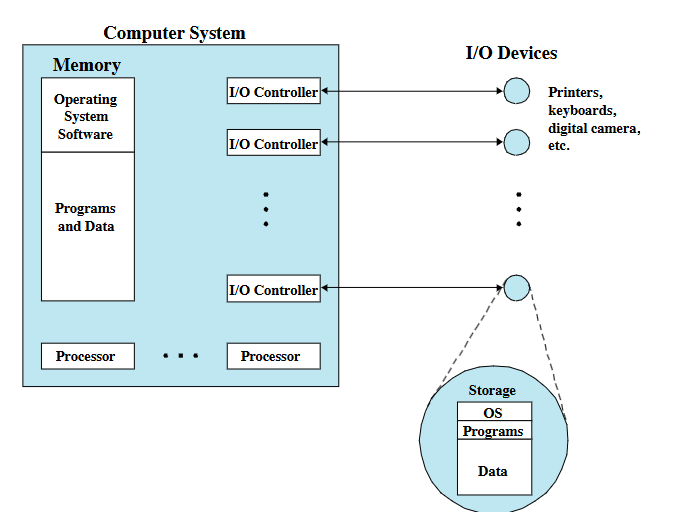 Computer System
I/O Devices
Memory
Operating
System
Software
Programs
and Data
I/O Controller
I/O Controller
I/O Controller
Printers,
keyboards,
digital camera,
etc.
Processor
Processor
Storage
OS
Programs
Data